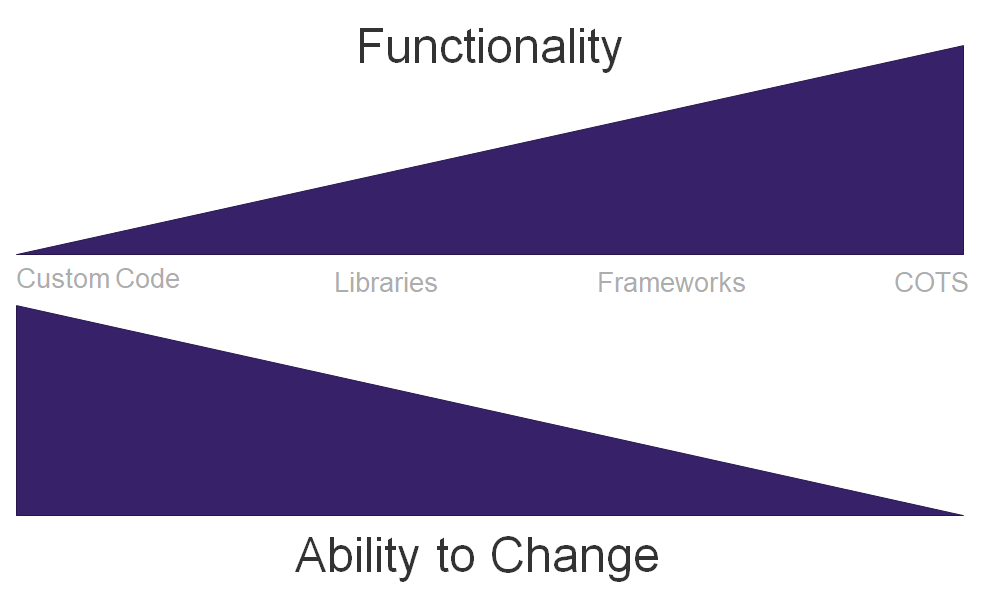 Functionality
Custom Code Libraries Frameworks COTS
Ability to Change